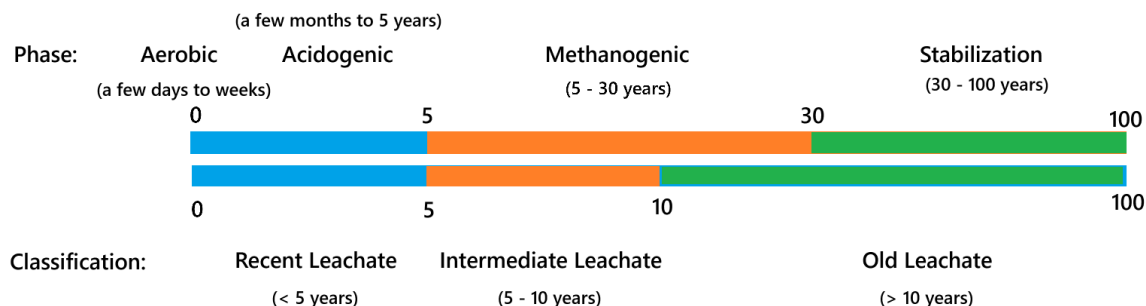 (a few months to 5 years)
Phase: Aerobic Acidogenic Methanogenic Stabilization
(a few days to weeks) (5 - 30 years) (30 - 100 years)
0 5 30 100
0 5 10 100
Classification: Recent Leachate Intermediate Leachate Old Leachate
(< 5 years) (5 - 10 years) (> 10 years)